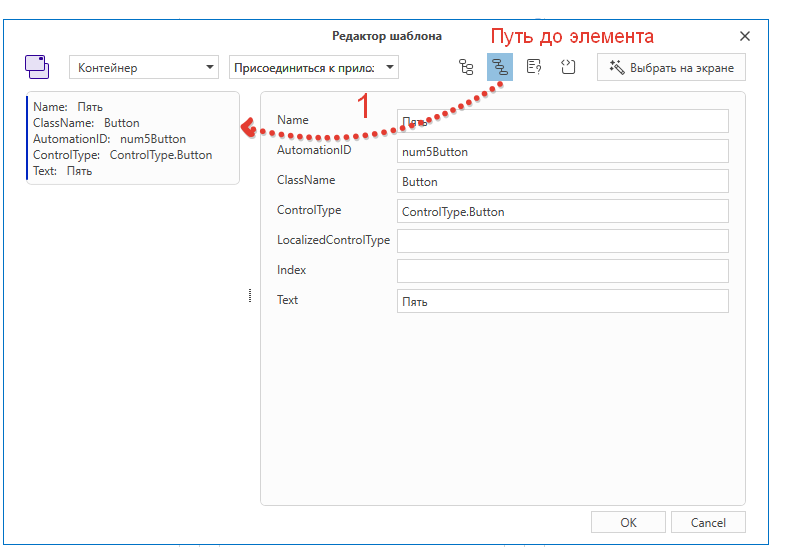 Редактор шаблона
Путь до элемента
Контейнер
Присоединиться к прило:
Выбрать на экране
1
Name: Пять
ClassName: Button
AutomationID: num5Button
ControlType: ControlType.Button
Text: Пять
Name Пять
AutomationID num5Button
ClassName Button
ControlType ControlType.Button
LocalizedControlType
Index
Text Пять
OK
Cancel